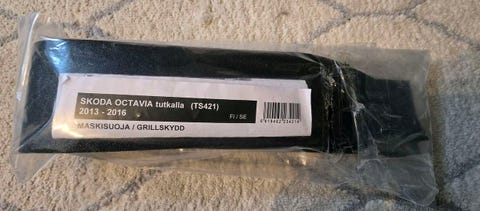 SKODA OCTAVIA tutkalla (TS421)
2013 - 2016
FI / SE
MASKISUOJA / GRILLSKYDD